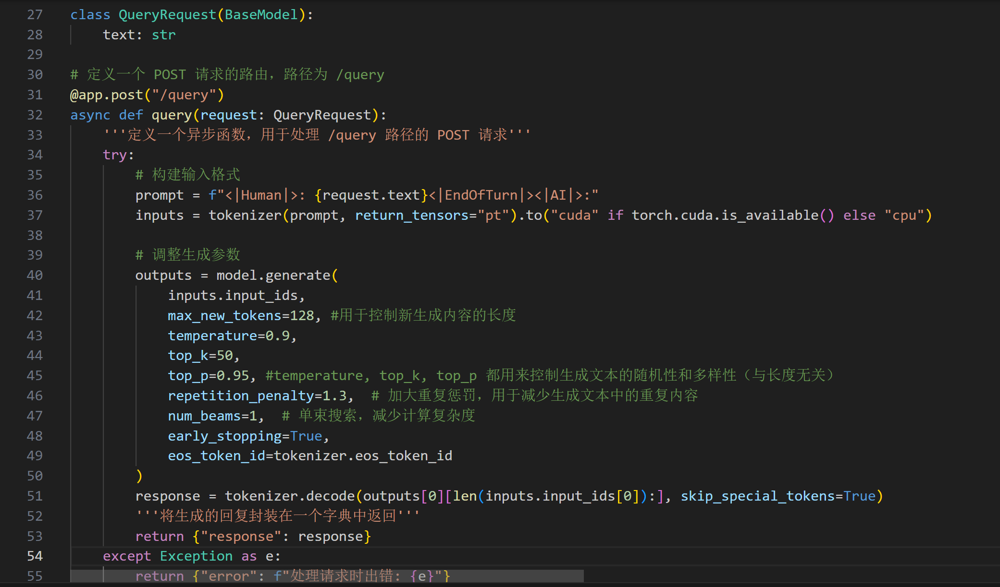 27 class QueryRequest(BaseModel):
28     text: str
29
30 # 定义一个 POST 请求的路由，路径为 /query
31 @app.post("/query")
32 async def query(request: QueryRequest):
33     '''定义一个异步函数，用于处理 /query 路径的 POST 请求'''
34     try:
35         # 构建输入格式
36         prompt = f"<|Human|>: {request.text}<|EndOfTurn|><|AI|>:"
37         inputs = tokenizer(prompt, return_tensors="pt").to("cuda" if torch.cuda.is_available() else "cpu")
38
39         # 调整生成参数
40         outputs = model.generate(
41             inputs.input_ids,
42             max_new_tokens=128, #用于控制新生成内容的长度
43             temperature=0.9,
44             top_k=50,
45             top_p=0.95, #temperature, top_k, top_p 都用来控制生成文本的随机性和多样性（与长度无关）
46             repetition_penalty=1.3,  # 加大重复惩罚，用于减少生成文本中的重复内容
47             num_beams=1,  # 单束搜索，减少计算复杂度
48             early_stopping=True,
49             eos_token_id=tokenizer.eos_token_id
50         )
51         response = tokenizer.decode(outputs[0][len(inputs.input_ids[0]):], skip_special_tokens=True)
52         '''将生成的回复封装在一个字典中返回'''
53         return {"response": response}
54     except Exception as e:
55         return {"error": f"处理请求时出错: {e}"}